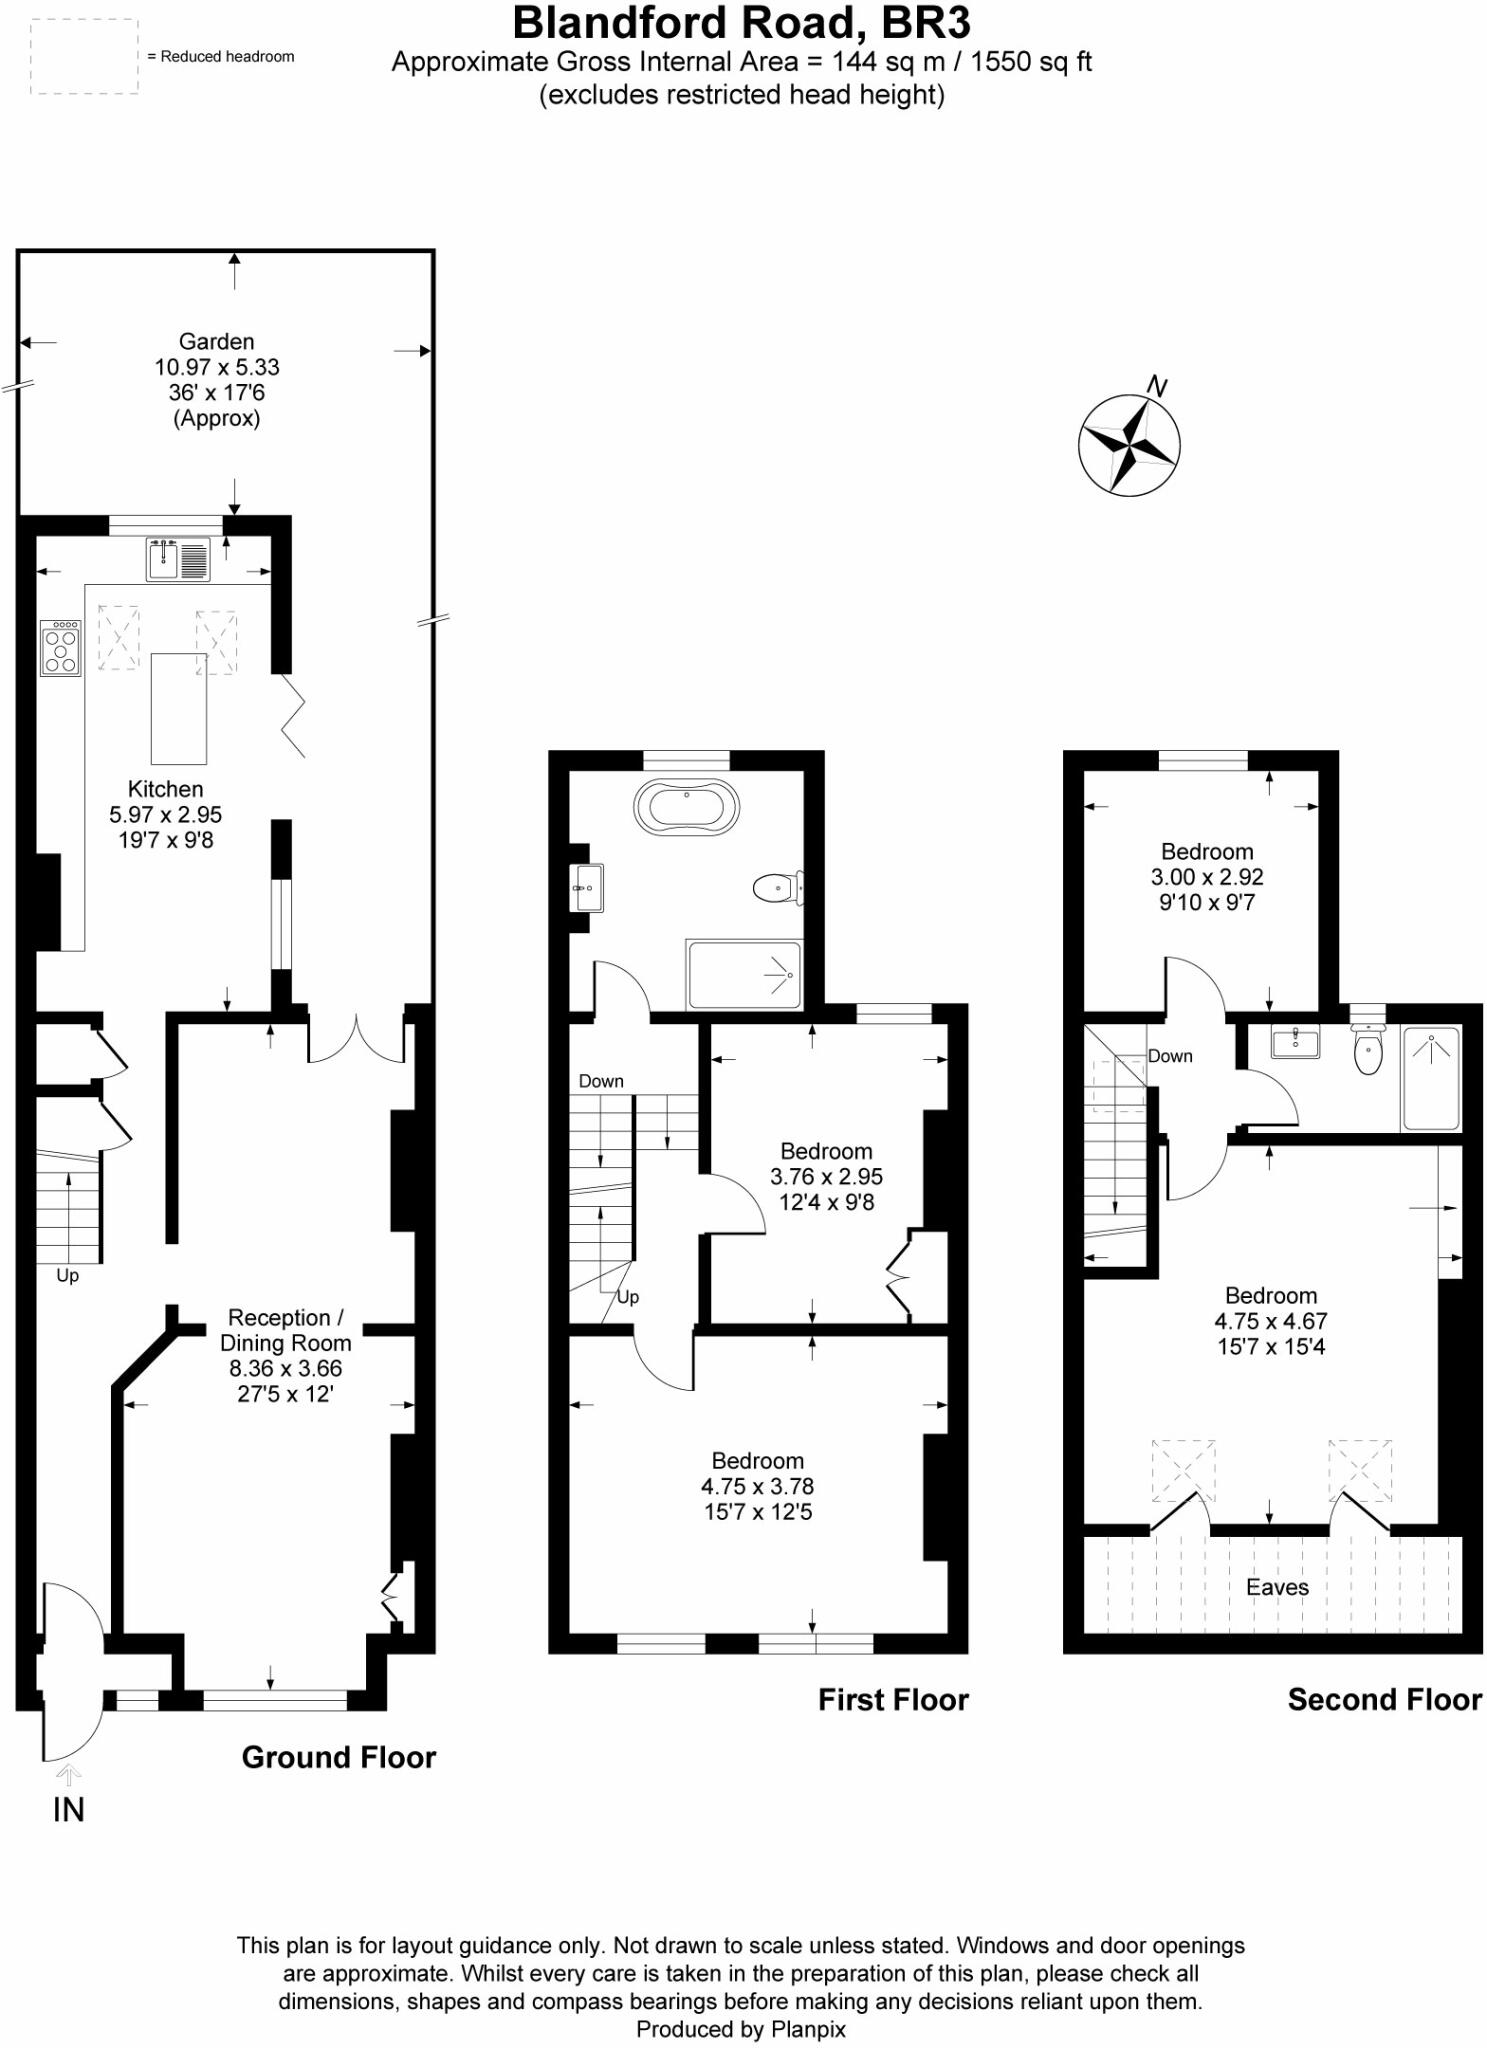 Blandford Road, BR3
Approximate Gross Internal Area = 144 sq m / 1550 sq ft
(excludes restricted head height)
= Reduced headroom
Garden
10.97 x 5.33
36' x 17'6
(Approx)
N
Kitchen
5.97 x 2.95
19'7 x 9'8
Up
Reception /
Dining Room
8.36 x 3.66
27'5 x 12'
IN
Ground Floor
Down
Up
Bedroom
3.76 x 2.95
12'4 x 9'8
Bedroom
4.75 x 3.78
15'7 x 12'5
First Floor
Bedroom
3.00 x 2.92
9'10 x 9'7
Down
Bedroom
4.75 x 4.67
15'7 x 15'4
Eaves
Second Floor
This plan is for layout guidance only. Not drawn to scale unless stated. Windows and door openings
are approximate. Whilst every care is taken in the preparation of this plan, please check all
dimensions, shapes and compass bearings before making any decisions reliant upon them.
Produced by Planpix